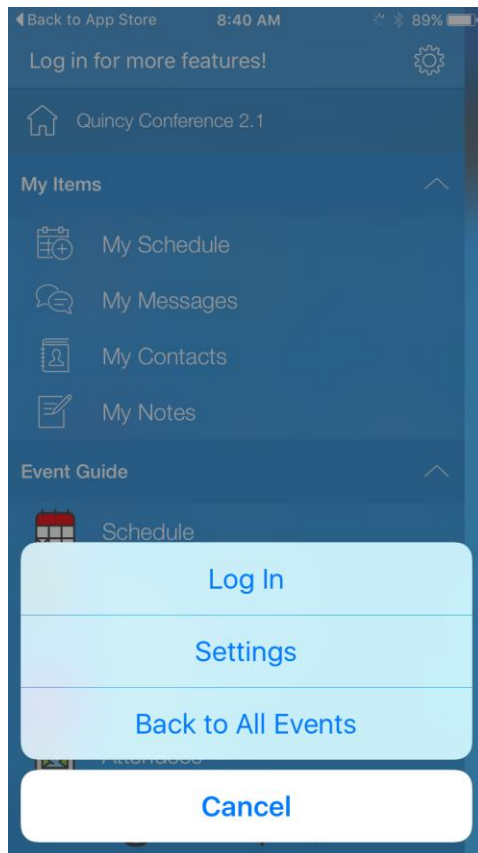 Back to App Store 8:40 AM 89%
Log in for more features!
Quincy Conference 2.1
My Items
My Schedule
My Messages
My Contacts
My Notes
Event Guide
Schedule
Log In
Settings
Back to All Events
Attendees
Cancel